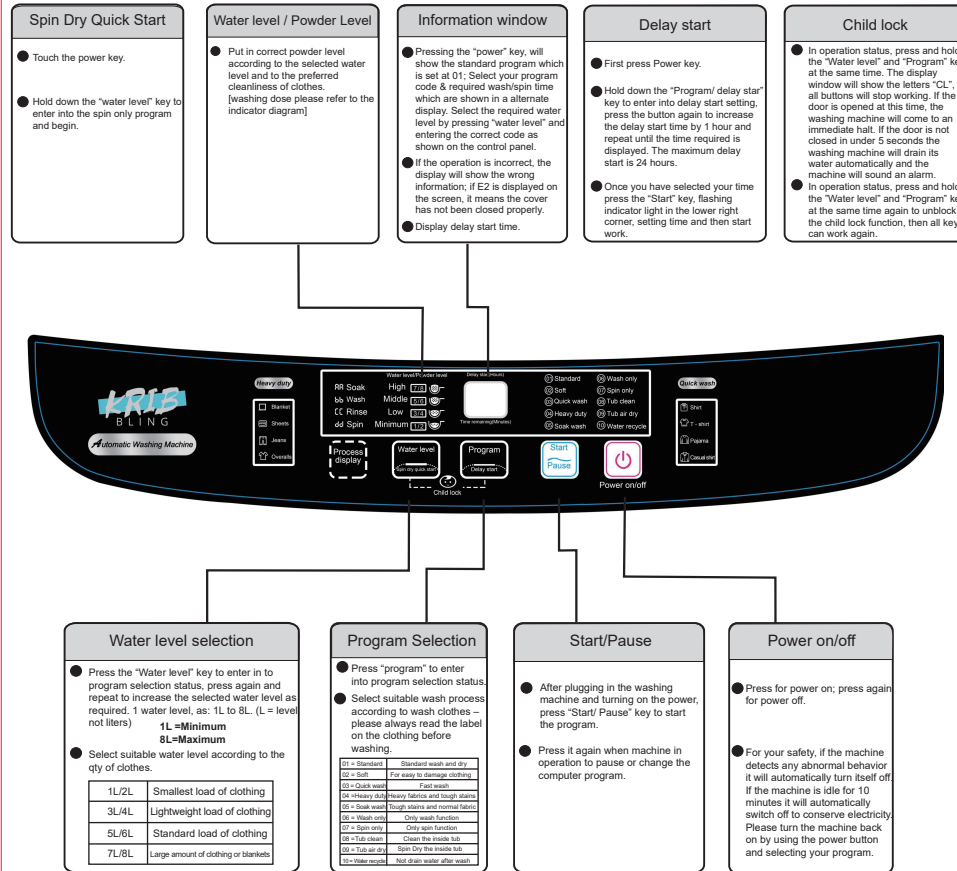 Spin Dry Quick Start
Touch the power key.
Hold down the “water level” key to
enter into the spin only program
and begin.
Water level / Powder Level
Put in correct powder level
according to the selected water
level and to the preferred
cleanliness of clothes.
[washing dose please refer to the
indicator diagram]
Information window
Pressing the “power” key, will
show the standard program which
is set at 01; Select your program
code & required wash/spin time
which are shown in a alternate
display. Select the required water
level by pressing “water level” and
entering the correct code as
shown on the control panel.
If the operation is incorrect, the
display will show the wrong
information; if E2 is displayed on
the screen, it means the cover
has not been closed properly.
Display delay start time.
Delay start
First press Power key.
Hold down the “Program/ delay star”
key to enter into delay start setting,
press the button again to increase
the delay start time by 1 hour and
repeat until the time required is
displayed. The maximum delay
start is 24 hours.
Once you have selected your time
press the “Start” key, flashing
indicator light in the lower right
corner, setting time and then start
work.
Child lock
In operation status, press and hold
the “Water level” and “Program” ke
at the same time. The display
window will show the letters “CL”,
all buttons will stop working. If the
door is opened at this time, the
washing machine will come to an
immediate halt. If the door is not
closed in under 5 seconds the
washing machine will drain its
water automatically and the
machine will sound an alarm.
In operation status, press and hold
the ”Water level” and “Program” ke
at the same time again to unblock
the child lock function, then all key
can work again.
KRIB
BLING
Automatic Washing Machine
Heavy duty
Blanket
Sheets
Jeans
Overalls
Water level/Powder level
AA Soak High 7/8
bb Wash Middle 5/6
CC Rinse Low 3/4
dd Spin Minimum 1/2
Delay star(Hours)
Time remaining(Minutes)
01 Standard 06 Wash only
02 Soft 07 Spin only
03 Quick wash 08 Tub clean
04 Heavy duty 09 Tub air dry
05 Soak wash 10 Water recycle
Quick wash
Shirt
T - shirt
Pajama
Casual shirt
Process
display
Water level
Spin dry quick start
Program
Delay start
Child lock
Start
Pause
Power on/off
Water level selection
Press the “Water level” key to enter in to
program selection status, press again and
repeat to increase the selected water level as
required. 1 water level, as: 1L to 8L. (L = level
not liters)
1L =Minimum
8L=Maximum
Select suitable water level according to the
qty of clothes.
1L/2L Smallest load of clothing
3L/4L Lightweight load of clothing
5L/6L Standard load of clothing
7L/8L Large amount of clothing or blankets
Program Selection
Press “program” to enter
into program selection status.
Select suitable wash process
according to wash clothes –
please always read the label
on the clothing before
washing.
01 = Standard Standard wash and dry
02 = Soft For easy to damage clothing
03 = Quick wash Fast wash
04 =Heavy duty Heavy fabrics and tough stains
05 = Soak wash Tough stains and normal fabric
06 = Wash only Only wash function
07 = Spin only Only spin function
08 =Tub clean Clean the inside tub
09 = Tub air dry Spin Dry the inside tub
10 = Water recycle Not drain water after wash
Start/Pause
After plugging in the washing
machine and turning on the power,
press “Start/ Pause” key to start
the program.
Press it again when machine in
operation to pause or change the
computer program.
Power on/off
Press for power on; press again
for power off.
For your safety, if the machine
detects any abnormal behavior
it will automatically turn itself off.
If the machine is idle for 10
minutes it will automatically
switch off to conserve electricity.
Please turn the machine back
on by using the power button
and selecting your program.